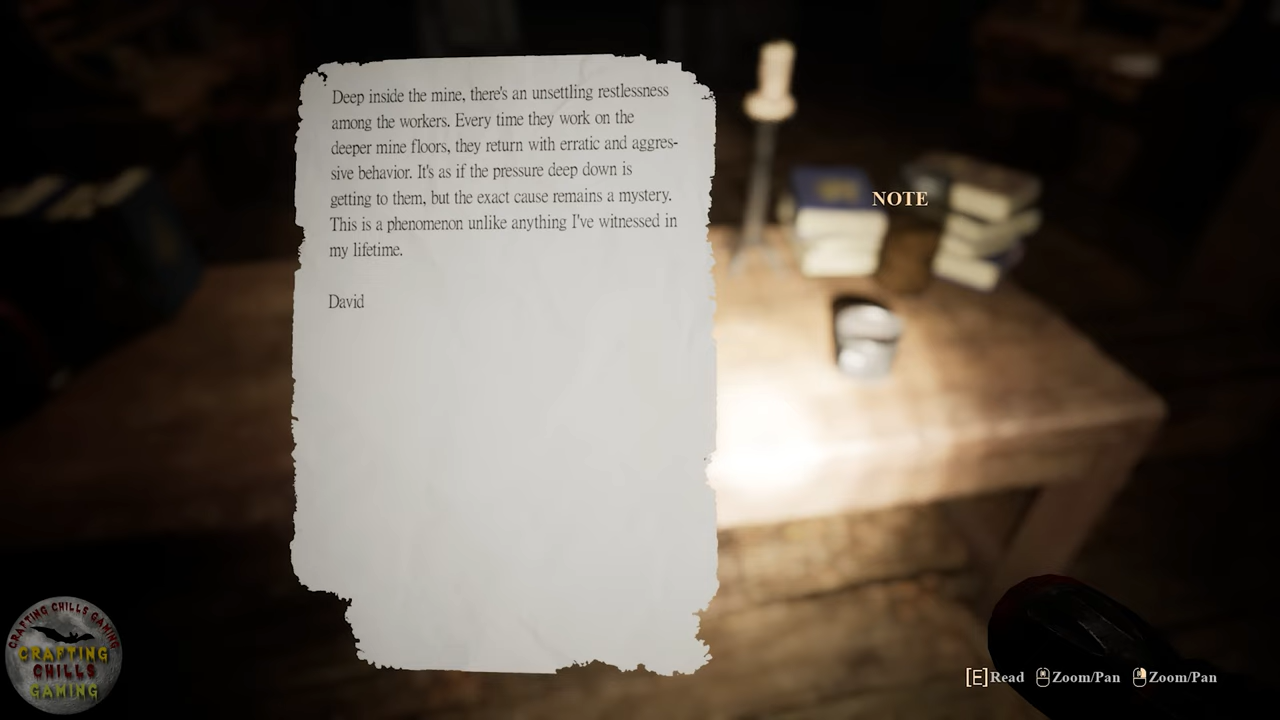 Deep inside the mine, there's an unsettling restlessness
among the workers. Every time they work on the
deeper mine floors, they return with erratic and aggres-
sive behavior. It's as if the pressure deep down is
getting to them, but the exact cause remains a mystery.
This is a phenomenon unlike anything I've witnessed in
my lifetime.
David
NOTE
CRAFTING CHILLS GAMING
CRAFTING
CHILLS
GAMING
[E]Read Zoom/Pan Zoom/Pan